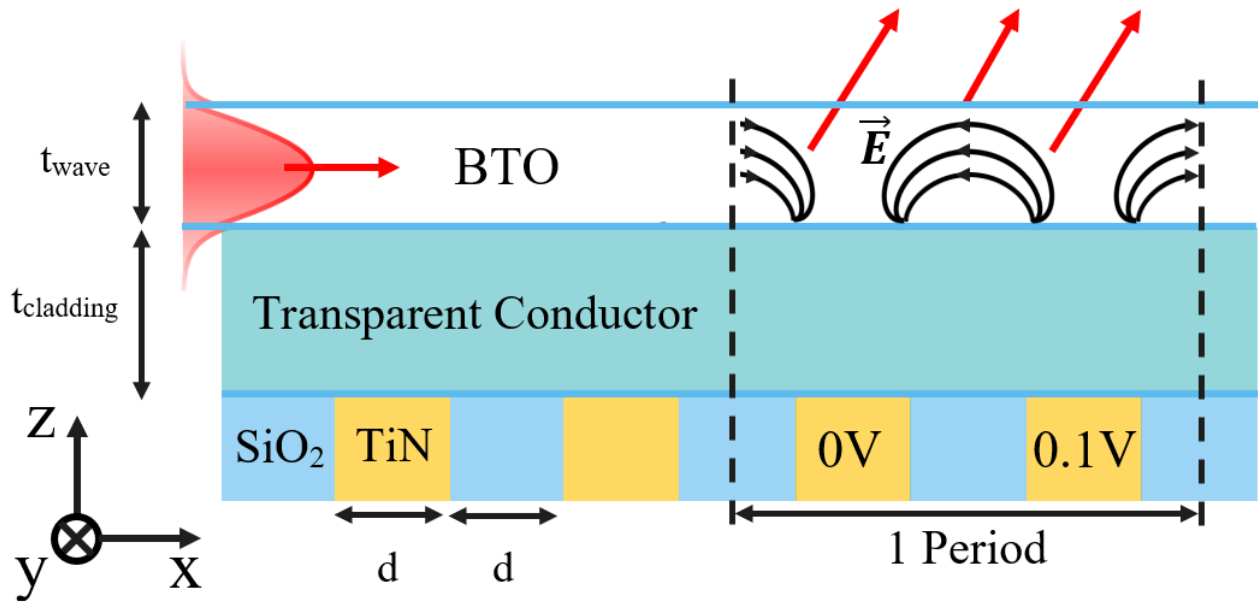 t_wave
BTO
E⃗
t_cladding
Transparent Conductor
z
SiO₂ TiN 0V 0.1V
y x
d d
1 Period